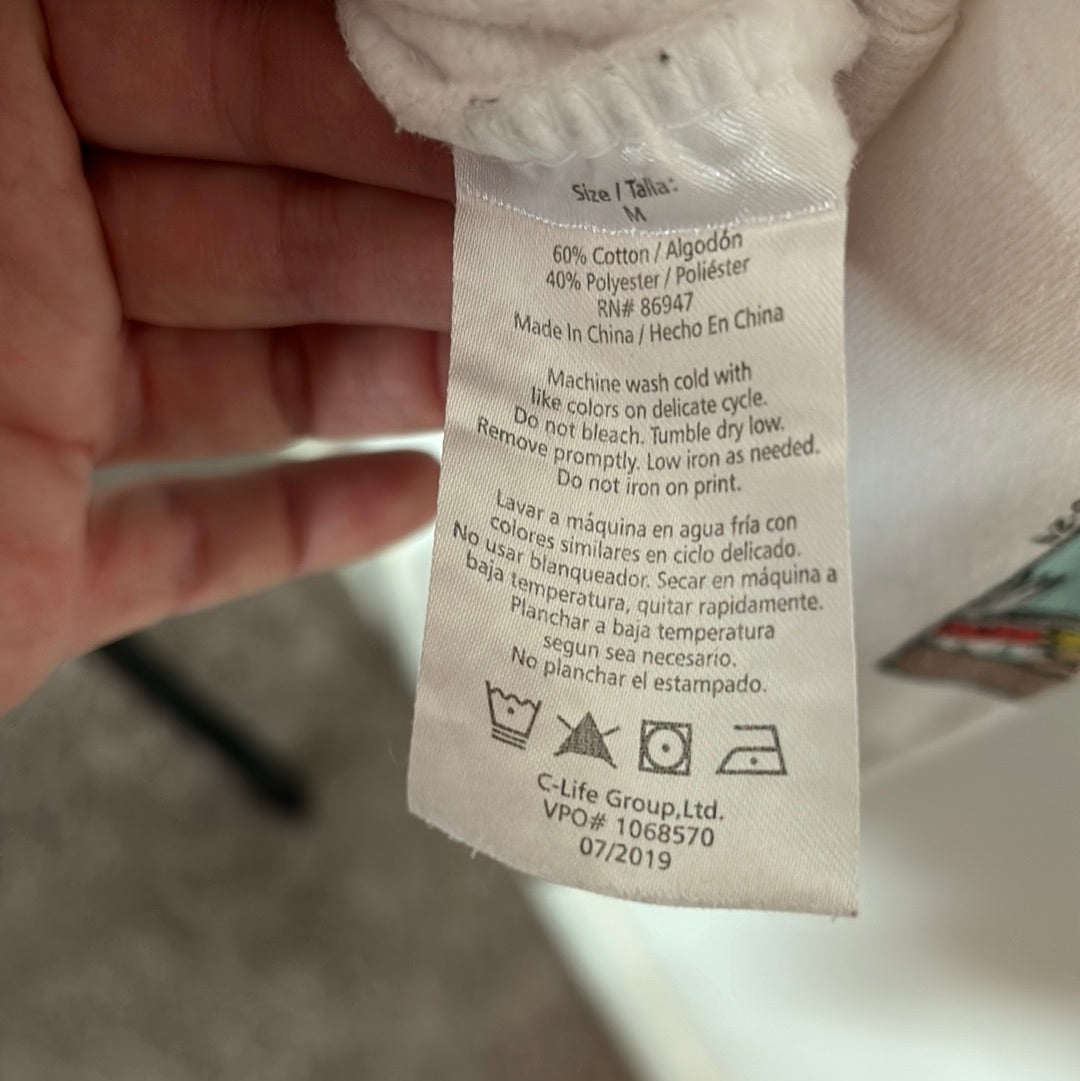 Size / Talla:
M
60% Cotton / Algodón
40% Polyester / Poliéster
RN# 86947
Made In China / Hecho En China
Machine wash cold with
like colors on delicate cycle.
Do not bleach. Tumble dry low.
Remove promptly. Low iron as needed.
Do not iron on print.
Lavar a máquina en agua fría con
colores similares en ciclo delicado.
No usar blanqueador. Secar en máquina a
baja temperatura, quitar rapidamente.
Planchar a baja temperatura
segun sea necesario.
No planchar el estampado.
C-Life Group,Ltd.
VPO# 1068570
07/2019